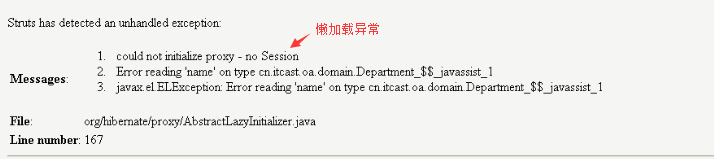 Struts has detected an unhandled exception:
懒加载异常
1. could not initialize proxy - no Session
2. Error reading 'name' on type cn.itcast.oa.domain.Department_$$_javassist_1
Messages:
3. javax.el.ELException: Error reading 'name' on type cn.itcast.oa.domain.Department_$$_javassist_1
File: org/hibernate/proxy/AbstractLazyInitializer.java
Line number: 167